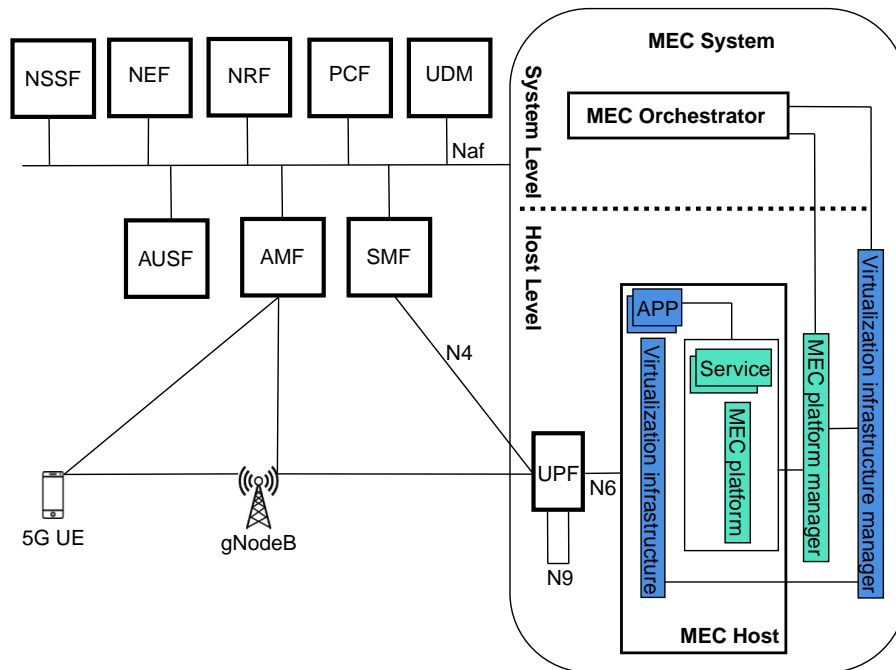 MEC System
NSSF
NEF
NRF
PCF
UDM
System Level
MEC Orchestrator
Naf
AUSF
AMF
SMF
Host Level
APP
N4
Virtualization infrastructure
Service
MEC platform
MEC platform manager
Virtualization infrastructure manager
UPF
N6
5G UE
gNodeB
N9
MEC Host